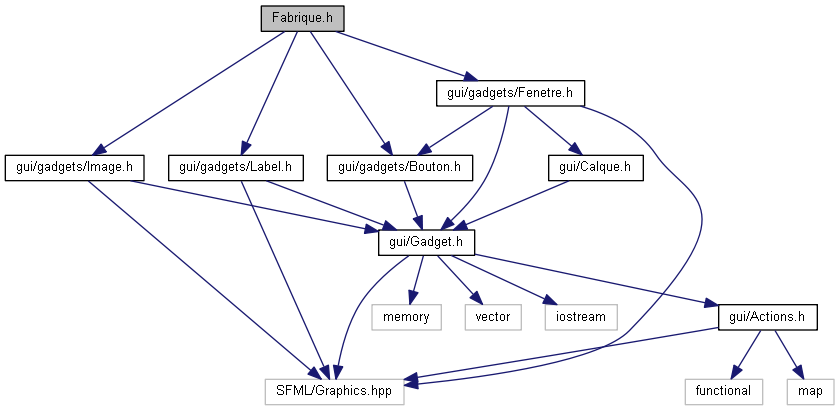 Fabrique.h
gui/gadgets/Fenetre.h
gui/gadgets/Image.h
gui/gadgets/Label.h
gui/gadgets/Bouton.h
gui/Calque.h
gui/Gadget.h
memory
vector
iostream
gui/Actions.h
SFML/Graphics.hpp
functional
map